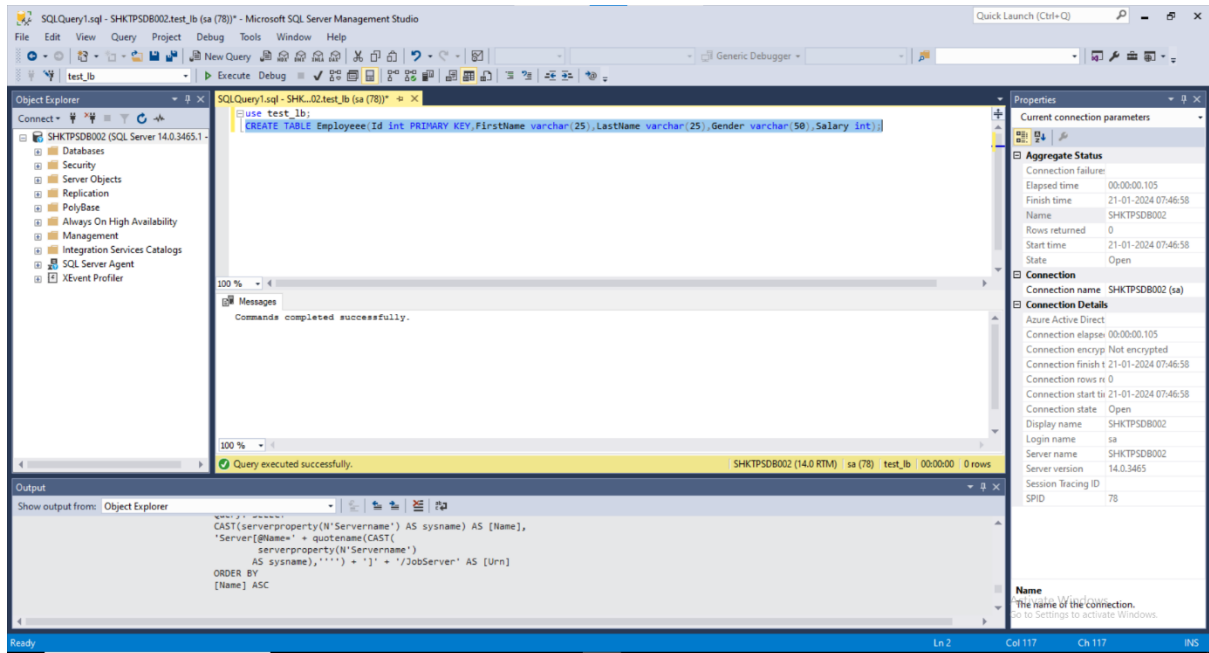 SQLQuery1.sql - SHKTPSDB002.test_lb (sa (78))* - Microsoft SQL Server Management Studio
Quick Launch (Ctrl+Q)
File Edit View Query Project Debug Tools Window Help
New Query Generic Debugger
test_lb Execute Debug
Object Explorer
Connect
SHKTPSDB002 (SQL Server 14.0.3465.1 -
Databases
Security
Server Objects
Replication
PolyBase
Always On High Availability
Management
Integration Services Catalogs
SQL Server Agent
XEvent Profiler
SQLQuery1.sql - SHK...02.test_lb (sa (78))*
use test_lb;
CREATE TABLE Employeee(Id int PRIMARY KEY,FirstName varchar(25),LastName varchar(25),Gender varchar(50),Salary int);
100 %
Messages
Commands completed successfully.
100 %
Query executed successfully. SHKTPSDB002 (14.0 RTM) sa (78) test_lb 00:00:00 0 rows
Properties
Current connection parameters
Aggregate Status
Connection failure
Elapsed time 00:00:00.105
Finish time 21-01-2024 07:46:58
Name SHKTPSDB002
Rows returned 0
Start time 21-01-2024 07:46:58
State Open
Connection
Connection name SHKTPSDB002 (sa)
Connection Details
Azure Active Direct
Connection elapse 00:00:00.105
Connection encryp Not encrypted
Connection finish t 21-01-2024 07:46:58
Connection rows re 0
Connection start ti 21-01-2024 07:46:58
Connection state Open
Display name SHKTPSDB002
Login name sa
Server name SHKTPSDB002
Server version 14.0.3465
Session Tracing ID
SPID 78
Name
The name of the connection.
Activate Windows
Go to Settings to activate Windows.
Output
Show output from: Object Explorer
CAST(serverproperty(N'Servername') AS sysname) AS [Name],
'Server[@Name=' + quotename(CAST(
serverproperty(N'Servername')
AS sysname),'''') + ']' + '/JobServer' AS [Urn]
ORDER BY
[Name] ASC
Ready Ln 2 Col 117 Ch 117 INS